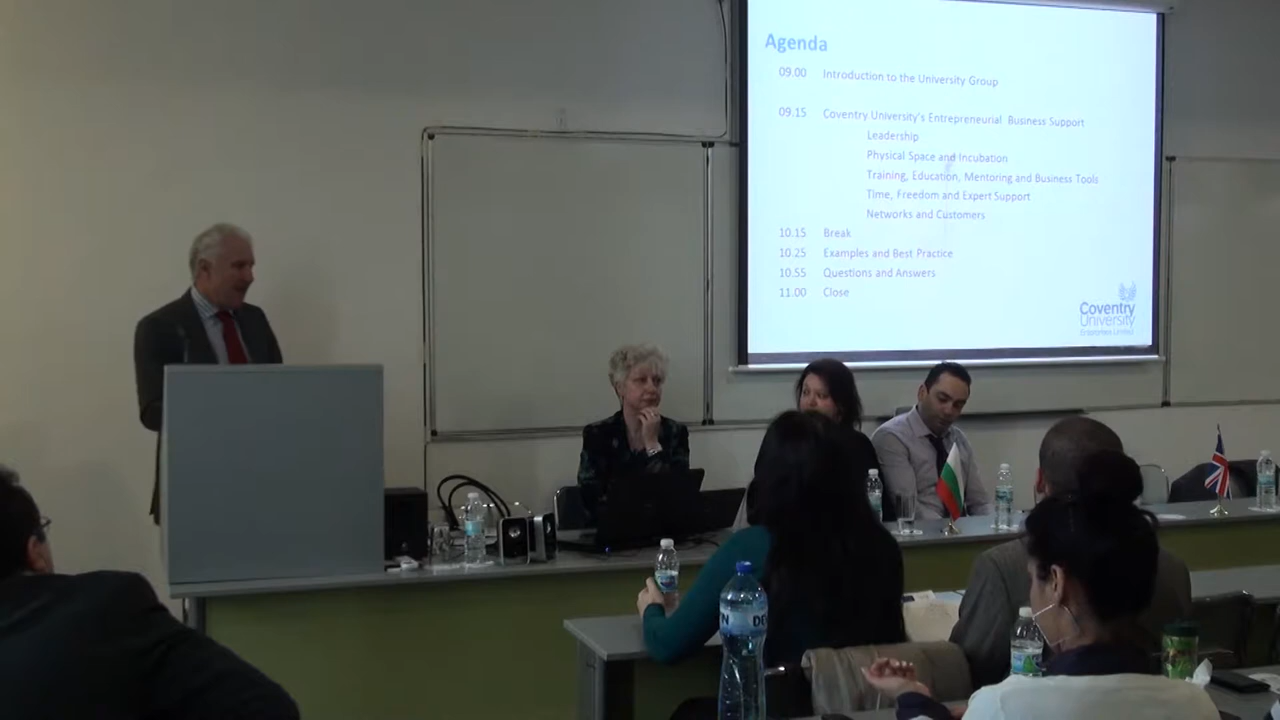 Agenda
09.00 Introduction to the University Group
09.15 Coventry University's Entrepreneurial Business Support
Leadership
Physical Space and Incubation
Training, Education, Mentoring and Business Tools
Time, Freedom and Expert Support
Networks and Customers
10.15 Break
10.25 Examples and Best Practice
10.55 Questions and Answers
11.00 Close
Coventry
University
Enterprises Limited